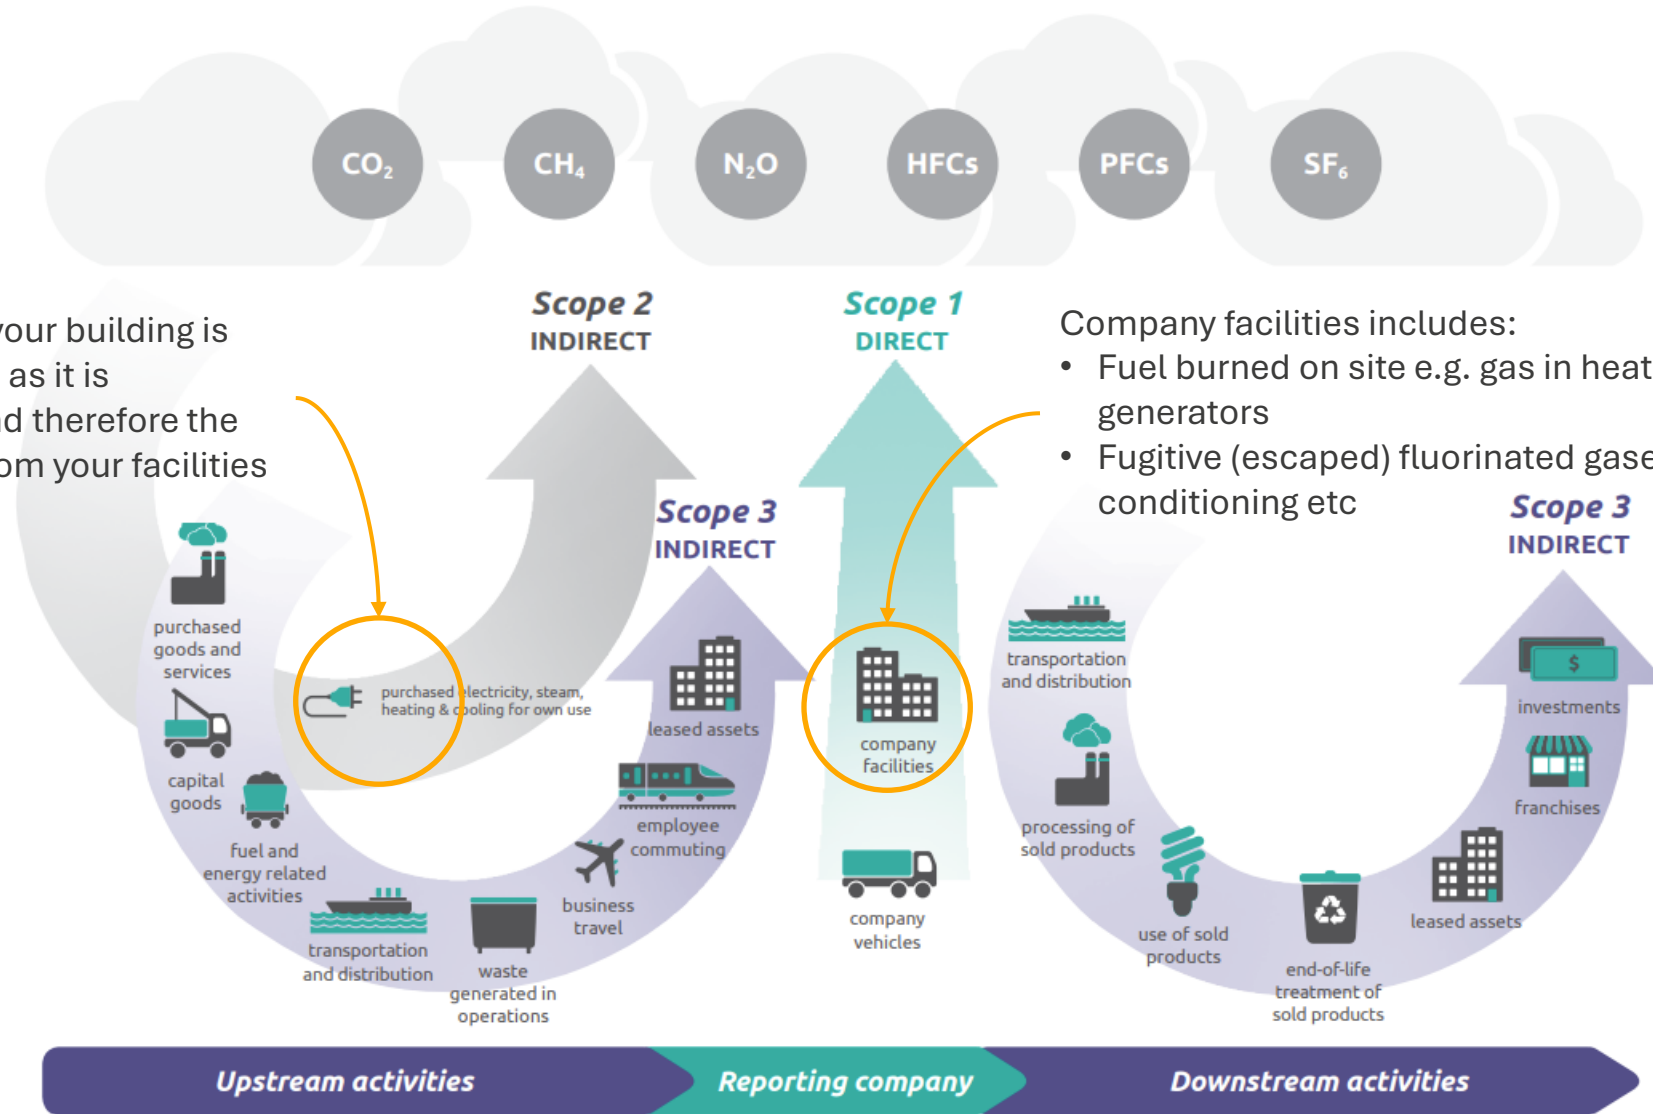 CO₂
CH₄
N₂O
HFCs
PFCs
SF₆
Scope 2
INDIRECT
Scope 1
DIRECT
your building is
as it is
therefore the
your facilities
Company facilities includes:
• Fuel burned on site e.g. gas in heat
generators
• Fugitive (escaped) fluorinated
conditioning etc
Scope 3
INDIRECT
Scope 3
INDIRECT
purchased
goods and
services
capital
goods
fuel and
energy related
activities
transportation
and distribution
waste
generated in
operations
business
travel
employee
commuting
leased assets
purchased electricity, steam,
heating & cooling for own use
company
facilities
company
vehicles
transportation
and distribution
processing of
sold products
use of sold
products
end-of-life
treatment of
sold products
leased assets
franchises
investments
$
Upstream activities
Reporting company
Downstream activities